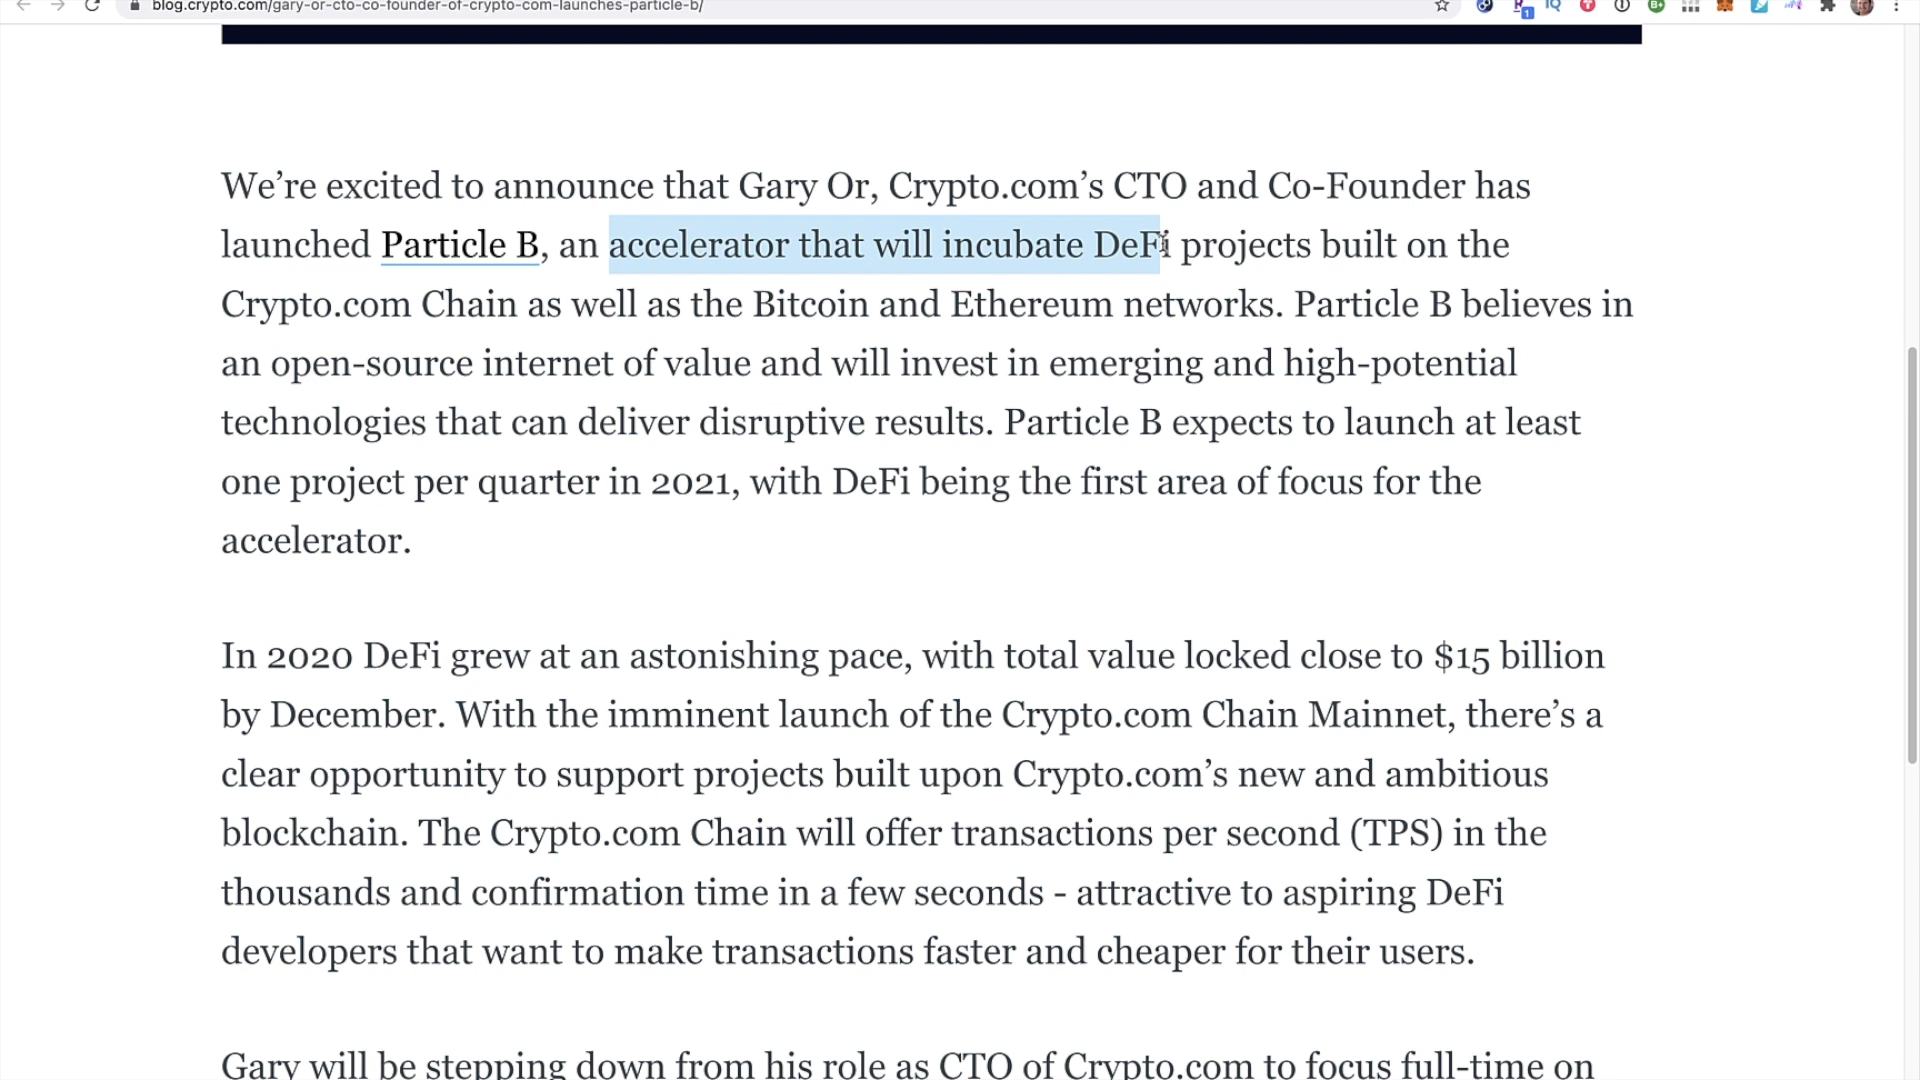 blog.crypto.com/gary-or-cto-co-founder-of-crypto-com-launches-particle-b/
We’re excited to announce that Gary Or, Crypto.com’s CTO and Co-Founder has
launched Particle B, an accelerator that will incubate DeFi projects built on the
Crypto.com Chain as well as the Bitcoin and Ethereum networks. Particle B believes in
an open-source internet of value and will invest in emerging and high-potential
technologies that can deliver disruptive results. Particle B expects to launch at least
one project per quarter in 2021, with DeFi being the first area of focus for the
accelerator.
In 2020 DeFi grew at an astonishing pace, with total value locked close to $15 billion
by December. With the imminent launch of the Crypto.com Chain Mainnet, there’s a
clear opportunity to support projects built upon Crypto.com’s new and ambitious
blockchain. The Crypto.com Chain will offer transactions per second (TPS) in the
thousands and confirmation time in a few seconds - attractive to aspiring DeFi
developers that want to make transactions faster and cheaper for their users.
Gary will be stepping down from his role as CTO of Crypto.com to focus full-time on